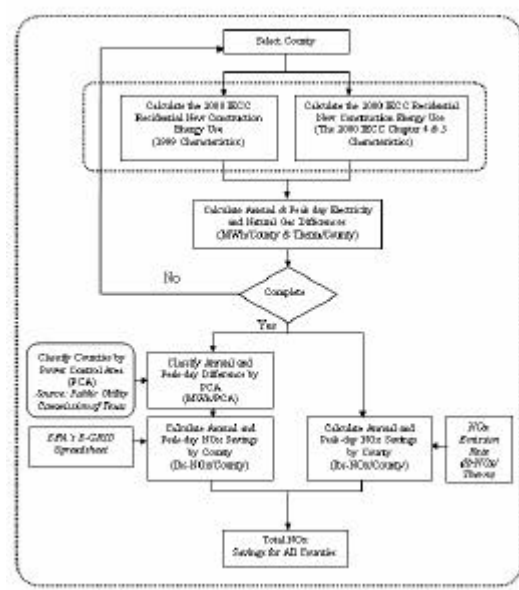 Select County
Calculate the 2000 IECC
Residential New Construction
Energy Use
(1999 Characteristics)
Calculate the 2000 IECC Residential
New Construction Energy Use
(The 2000 IECC Chapter 4 & 5
Characteristics)
Calculate Annual & Peak-day Electricity
and Natural Gas Differences
(MWh/County & Therm/County)
No
Complete
Yes
Classify Counties by
Power Control Area
(PCA)
Source: Public Utility
Commission of Texas
Classify Annual and
Peak-day Difference by
PCA
(MWh/PCA)
EPA's E-GRID
Spreadsheet
Calculate Annual and
Peak-day NOx Savings
by County
(lbs-NOx/County)
Calculate Annual and
Peak-day NOx Savings
by County
(lbs-NOx/County)
NOx
Emission
Rate
Total NOx
Savings for All Counties